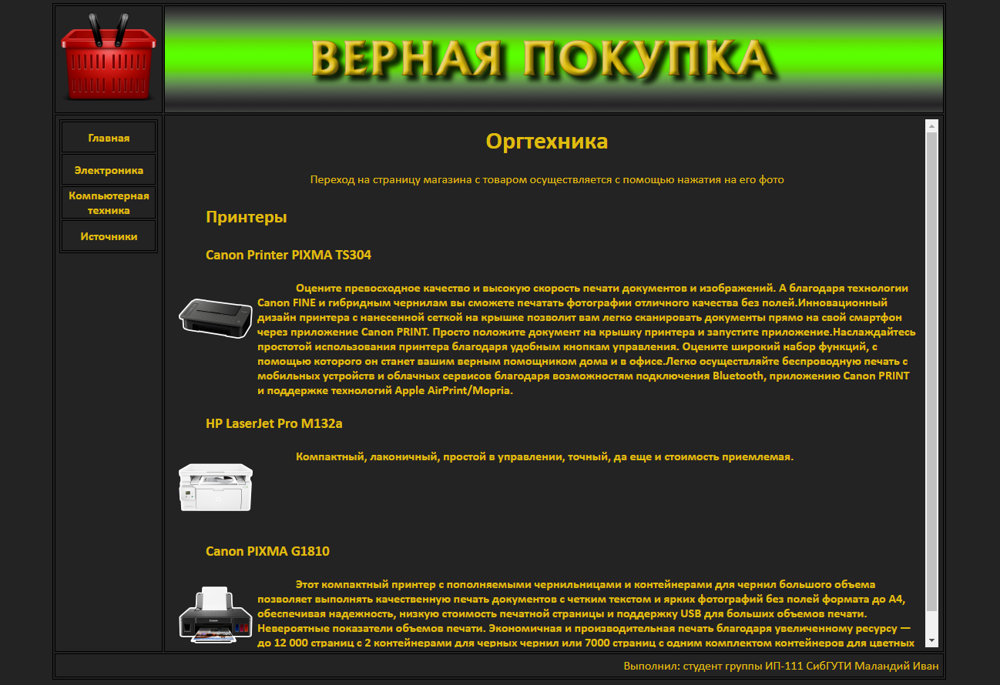 ВЕРНАЯ ПОКУПКА
Главная
Электроника
Компьютерная
техника
Источники
Оргтехника
Переход на страницу магазина с товаром осуществляется с помощью нажатия на его фото
Принтеры
Canon Printer PIXMA TS304
Оцените превосходное качество и высокую скорость печати документов и изображений. А благодаря технологии
Canon FINE и гибридным чернилам вы сможете печатать фотографии отличного качества без полей.Инновационный
дизайн принтера с нанесенной сеткой на крышке позволит вам легко сканировать документы прямо на свой смартфон
через приложение Canon PRINT. Просто положите документ на крышку принтера и запустите приложение.Наслаждайтесь
простотой использования принтера благодаря удобным кнопкам управления. Оцените широкий набор функций, с
помощью которого он станет вашим верным помощником дома и в офисе.Легко осуществляйте беспроводную печать с
мобильных устройств и облачных сервисов благодаря возможностям подключения Bluetooth, приложению Canon PRINT
и поддержке технологий Apple AirPrint/Mopria.
HP LaserJet Pro M132a
Компактный, лаконичный, простой в управлении, точный, да еще и стоимость приемлемая.
Canon PIXMA G1810
Этот компактный принтер с пополняемыми чернильницами и контейнерами для чернил большого объема
позволяет выполнять качественную печать документов с четким текстом и ярких фотографий без полей формата до A4,
обеспечивая надежность, низкую стоимость печатной страницы и поддержку USB для больших объемов печати.
Невероятные показатели объемов печати. Экономичная и производительная печать благодаря увеличенному ресурсу —
до 12 000 страниц с 2 контейнерами для черных чернил или 7000 страниц с одним комплектом контейнеров для цветных
Выполнил: студент группы ИП-111 СибГУТИ Маландий Иван